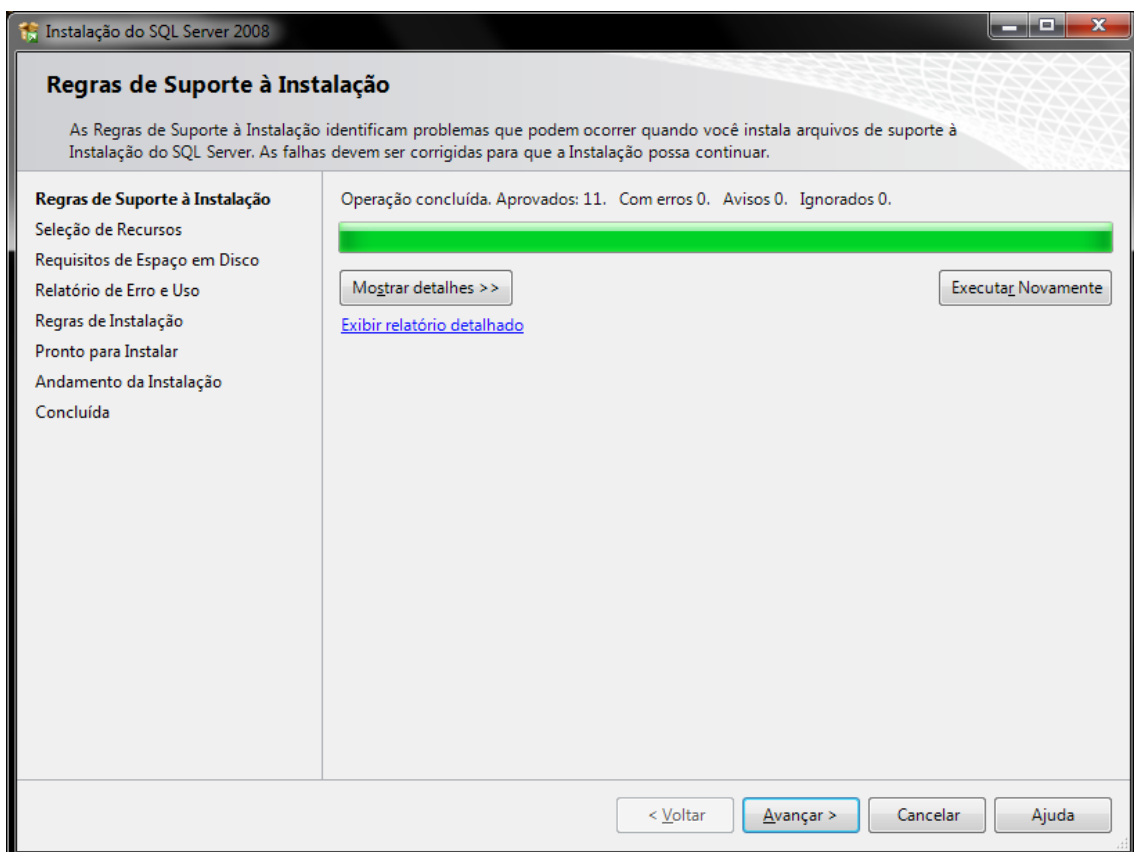 Instalação do SQL Server 2008
Regras de Suporte à Instalação
As Regras de Suporte à Instalação identificam problemas que podem ocorrer quando você instala arquivos de suporte à
Instalação do SQL Server. As falhas devem ser corrigidas para que a Instalação possa continuar.
Regras de Suporte à Instalação
Seleção de Recursos
Requisitos de Espaço em Disco
Relatório de Erro e Uso
Regras de Instalação
Pronto para Instalar
Andamento da Instalação
Concluída
Operação concluída. Aprovados: 11. Com erros 0. Avisos 0. Ignorados 0.
Mostrar detalhes >>
Executar Novamente
Exibir relatório detalhado
< Voltar
Avançar >
Cancelar
Ajuda